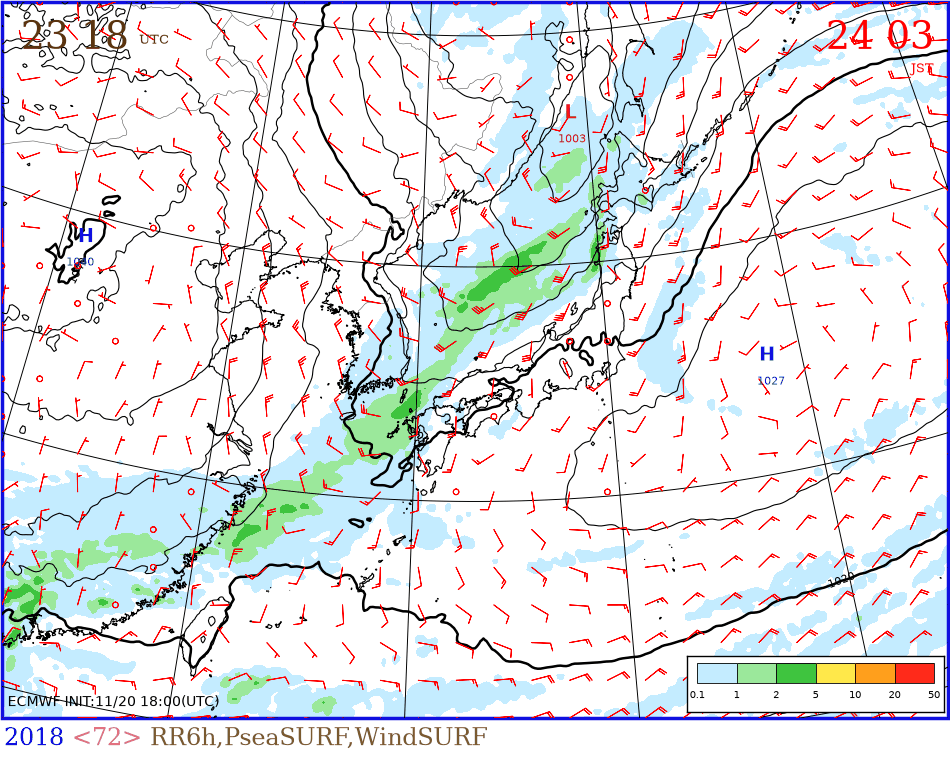 23 18 UTC
24 03
JST
L
1003
H
H
1027
1020
0.1 1 2 5 10 20 50
ECMWF INIT:11/20 18:00(UTC)
2018 <72> RR6h,PseaSURF,WindSURF